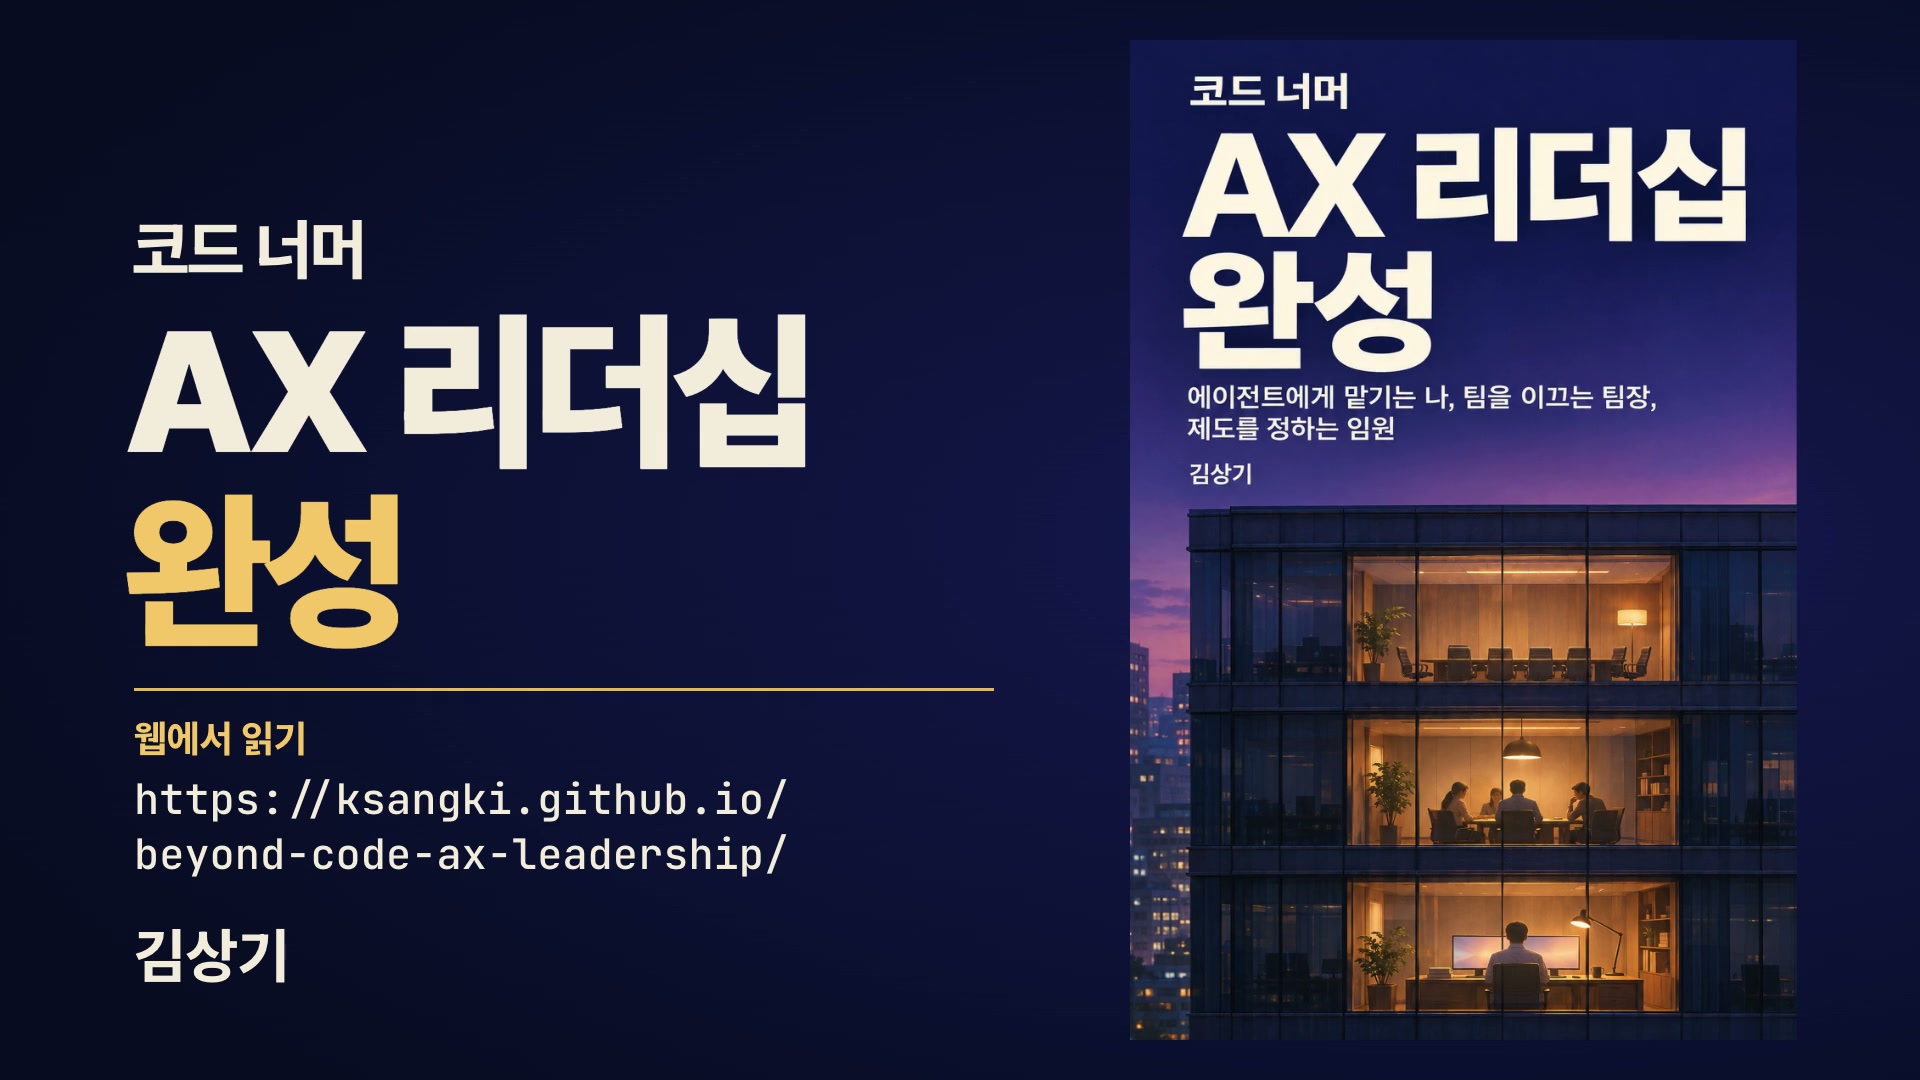 코드 너머
AX 리더십
완성
웹에서 읽기
https://ksangki.github.io/
beyond-code-ax-leadership/
김상기
코드 너머
AX 리더십
완성
에이전트에게 맡기는 나, 팀을 이끄는 팀장,
제도를 정하는 임원
김상기